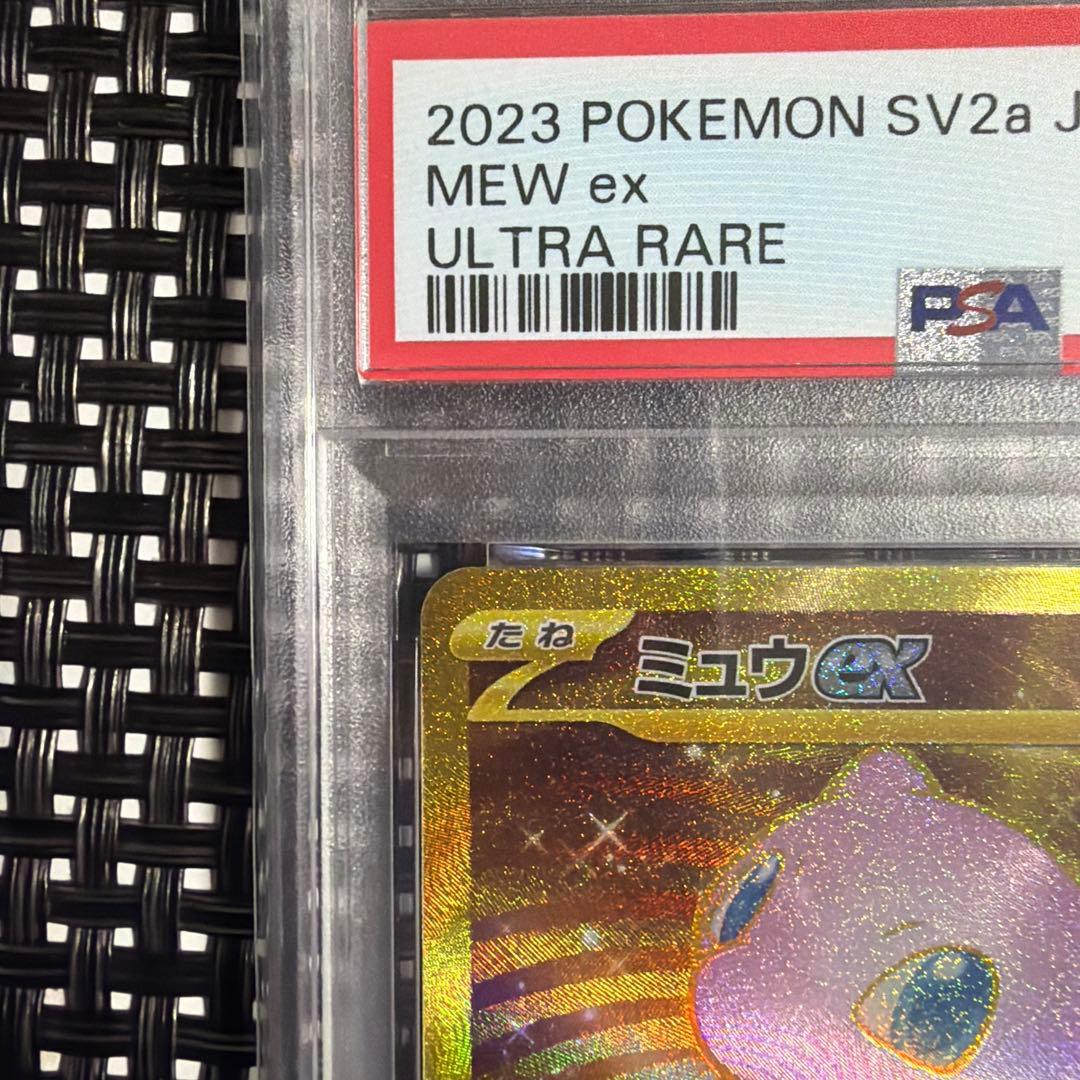 2023 POKEMON SV2a J
MEW ex
ULTRA RARE
PSA
たね
ミュウex